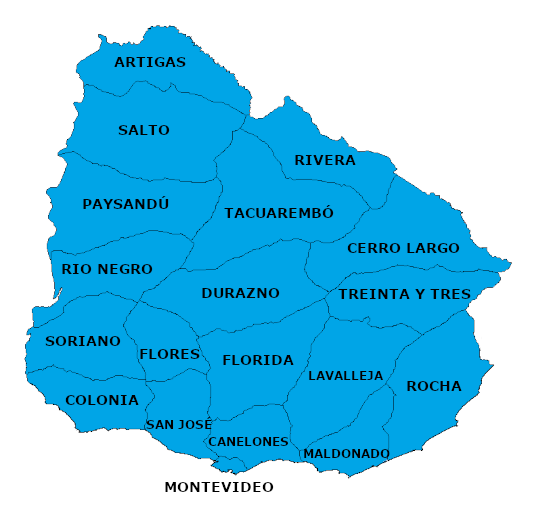 ARTIGAS
SALTO
RIVERA
PAYSANDÚ
TACUAREMBÓ
CERRO LARGO
RIO NEGRO
DURAZNO
TREINTA Y TRES
SORIANO
FLORES
FLORIDA
LAVALLEJA
ROCHA
COLONIA
SAN JOSÉ
CANELONES
MALDONADO
MONTEVIDEO